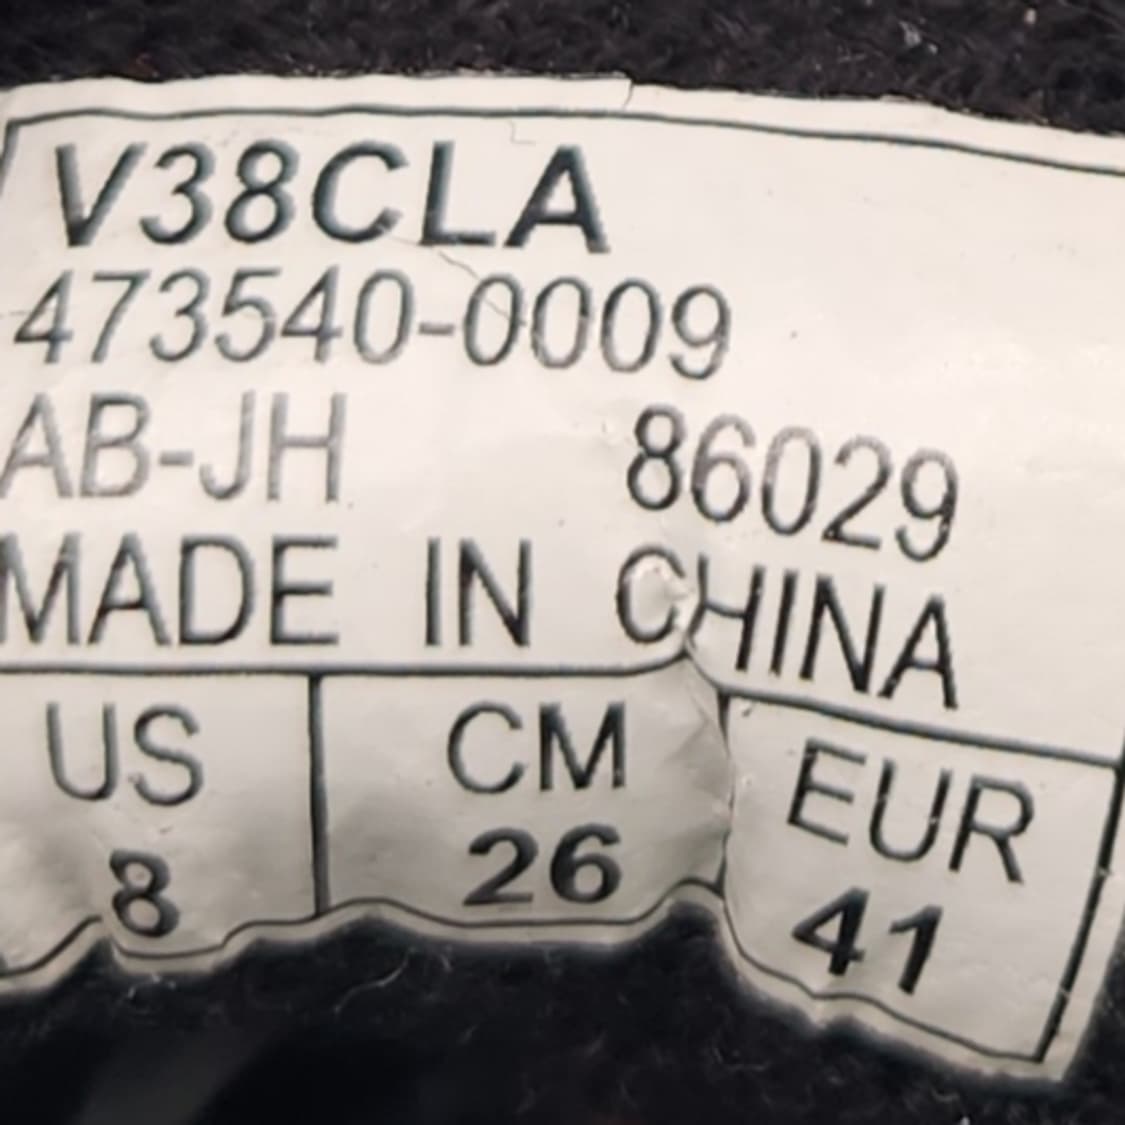 V38CLA
473540-0009
AB-JH 86029
MADE IN CHINA
US CM EUR
8 26 41